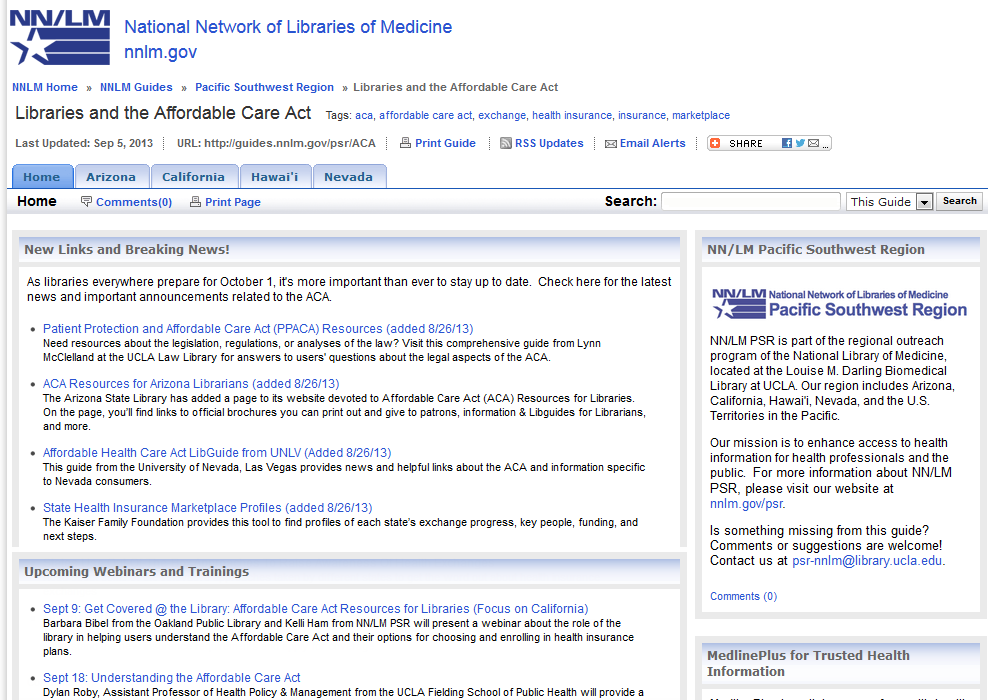 NN/LM
National Network of Libraries of Medicine
nnlm.gov
NNLM Home » NNLM Guides » Pacific Southwest Region » Libraries and the Affordable Care Act
Libraries and the Affordable Care Act Tags: aca, affordable care act, exchange, health insurance, insurance, marketplace
Last Updated: Sep 5, 2013 URL: http://guides.nnlm.gov/psr/ACA Print Guide RSS Updates Email Alerts SHARE ...
Home Arizona California Hawai'i Nevada
Home Comments(0) Print Page Search: This Guide Search
New Links and Breaking News!
As libraries everywhere prepare for October 1, it's more important than ever to stay up to date. Check here for the latest
news and important announcements related to the ACA.
• Patient Protection and Affordable Care Act (PPACA) Resources (added 8/26/13)
Need resources about the legislation, regulations, or analyses of the law? Visit this comprehensive guide from Lynn
McClelland at the UCLA Law Library for answers to users' questions about the legal aspects of the ACA.
• ACA Resources for Arizona Librarians (added 8/26/13)
The Arizona State Library has added a page to its website devoted to Affordable Care Act (ACA) Resources for Libraries.
On the page, you'll find links to official brochures you can print out and give to patrons, information & Libguides for Librarians,
and more.
• Affordable Health Care Act LibGuide from UNLV (Added 8/26/13)
This guide from the University of Nevada, Las Vegas provides news and helpful links about the ACA and information specific
to Nevada consumers.
• State Health Insurance Marketplace Profiles (added 8/26/13)
The Kaiser Family Foundation provides this tool to find profiles of each state's exchange progress, key people, funding, and
next steps.
Upcoming Webinars and Trainings
• Sept 9: Get Covered @ the Library: Affordable Care Act Resources for Libraries (Focus on California)
Barbara Bibel from the Oakland Public Library and Kelli Ham from NN/LM PSR will present a webinar about the role of the
library in helping users understand the Affordable Care Act and their options for choosing and enrolling in health insurance
plans.
• Sept 18: Understanding the Affordable Care Act
Dylan Roby, Assistant Professor of Health Policy & Management from the UCLA Fielding School of Public Health will provide a
NN/LM Pacific Southwest Region
NN/LM National Network of Libraries of Medicine
Pacific Southwest Region
NN/LM PSR is part of the regional outreach
program of the National Library of Medicine,
located at the Louise M. Darling Biomedical
Library at UCLA. Our region includes Arizona,
California, Hawai'i, Nevada, and the U.S.
Territories in the Pacific.
Our mission is to enhance access to health
information for health professionals and the
public. For more information about NN/LM
PSR, please visit our website at
nnlm.gov/psr.
Is something missing from this guide?
Comments or suggestions are welcome!
Contact us at psr-nnlm@library.ucla.edu.
Comments (0)
MedlinePlus for Trusted Health
Information